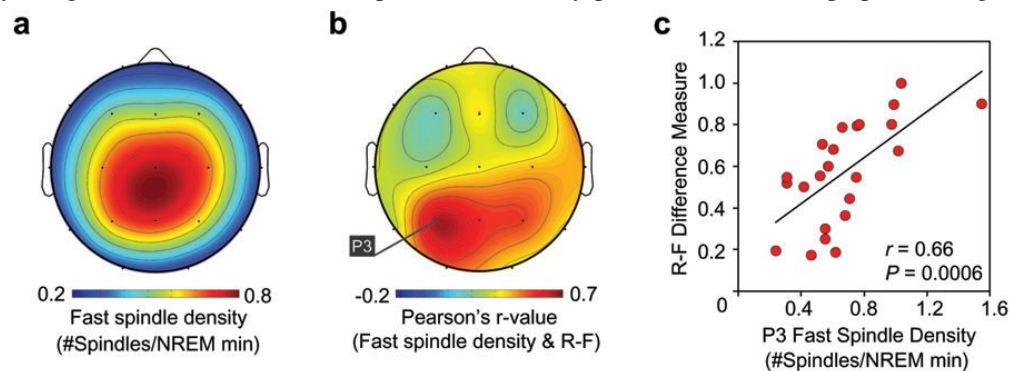 a
b
c
P3
0.2
0.8
Fast spindle density
(#Spindles/NREM min)
-0.2
0.7
Pearson's r-value
(Fast spindle density & R-F)
R-F Difference Measure
1.2
1.0
0.8
0.6
0.4
0.2
0
0.4
0.8
1.2
1.6
r = 0.66
P = 0.0006
P3 Fast Spindle Density
(#Spindles/NREM min)